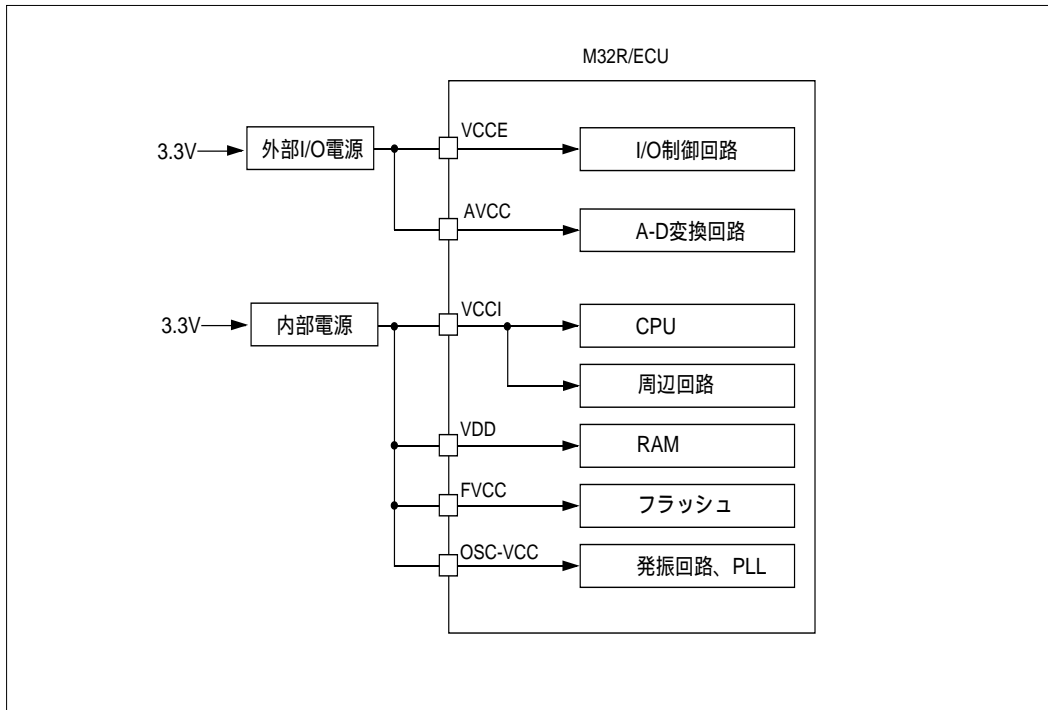 M32R/ECU
3.3V
外部I/O電源
VCCE
I/O制御回路
AVCC
A-D変換回路
3.3V
内部電源
VCCI
CPU
周辺回路
VDD
RAM
FVCC
フラッシュ
OSC-VCC
発振回路、PLL